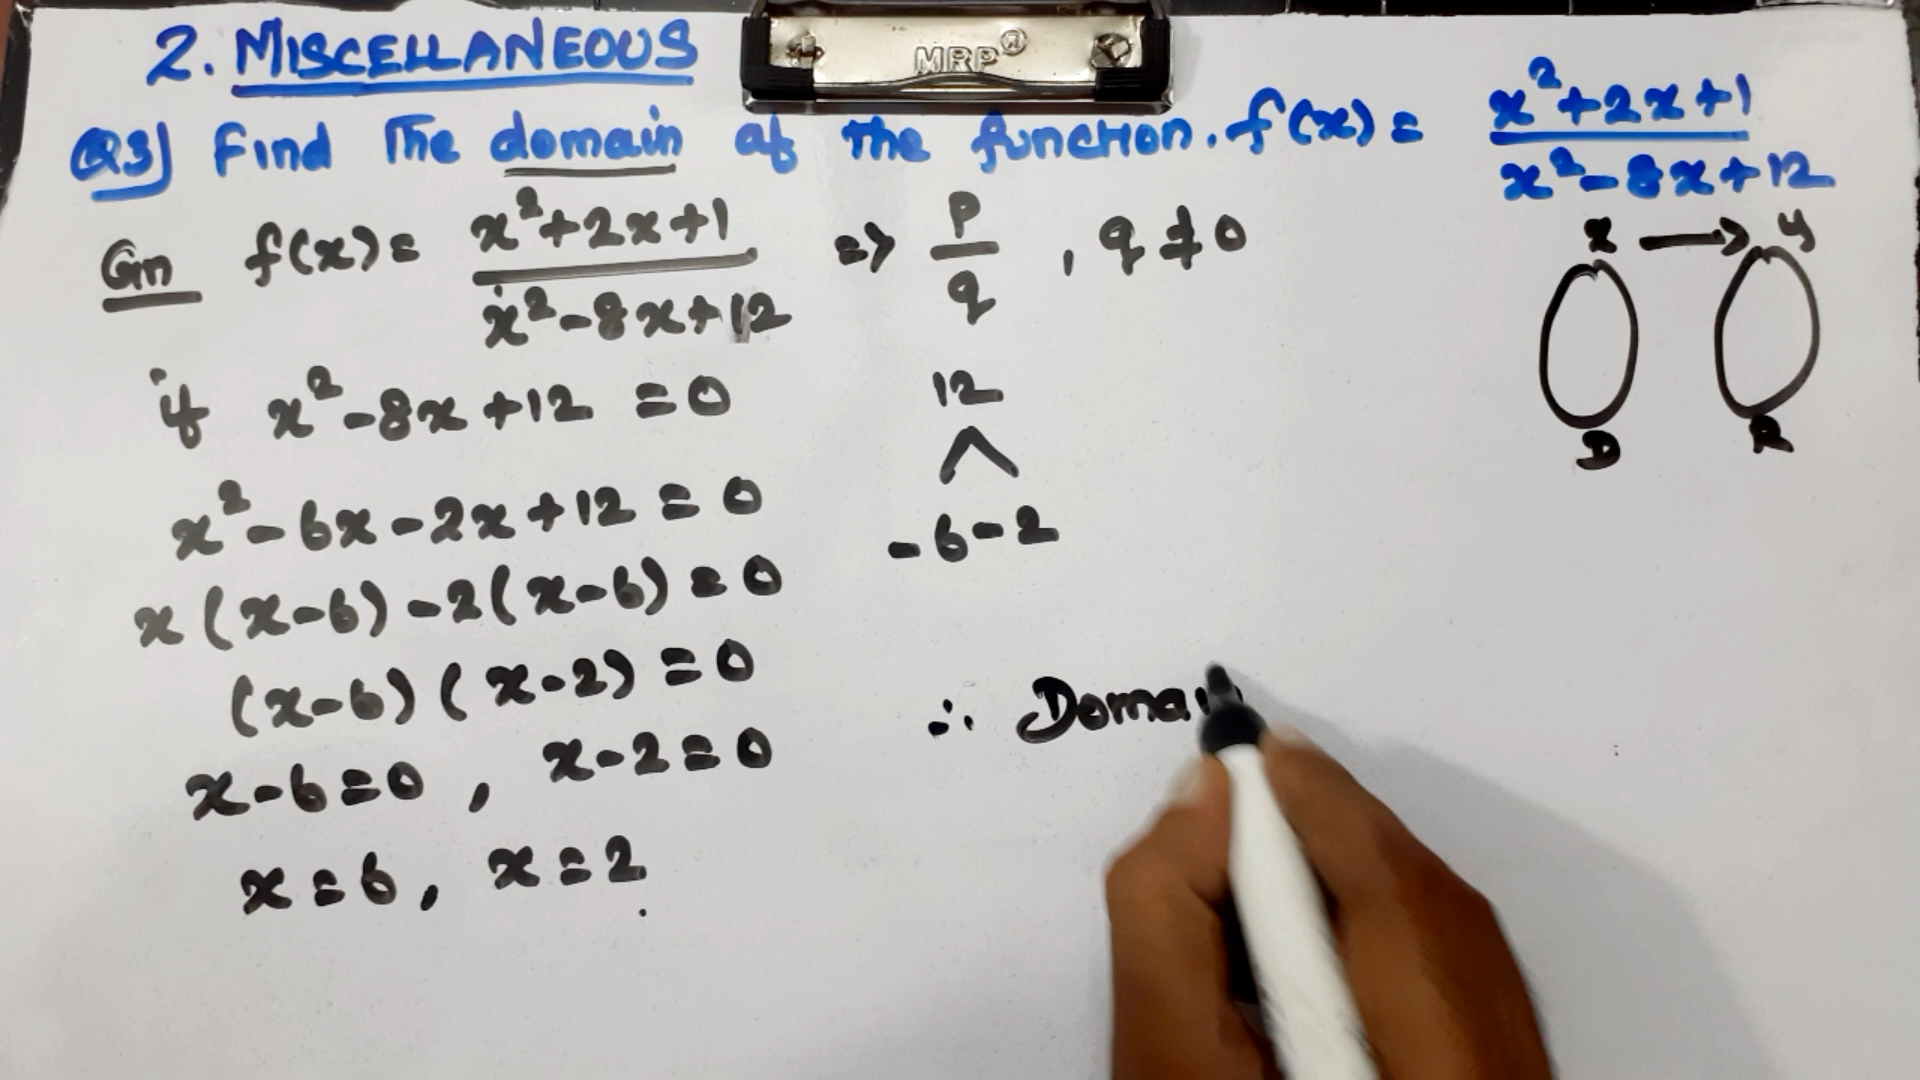 2. MISCELLANEOUS
MRP®
Q3] Find The domain of the function. f(x) = x²+2x+1 / x²-8x+12
Gn f(x) = x²+2x+1 / x²-8x+12 => p/q , q ≠ 0
x → y
D R
if x²-8x+12 = 0
12
x²-6x-2x+12 = 0
-6-2
x(x-6)-2(x-6) = 0
(x-6)(x-2) = 0
x-6=0 , x-2=0
x=6, x=2
∴ Domai